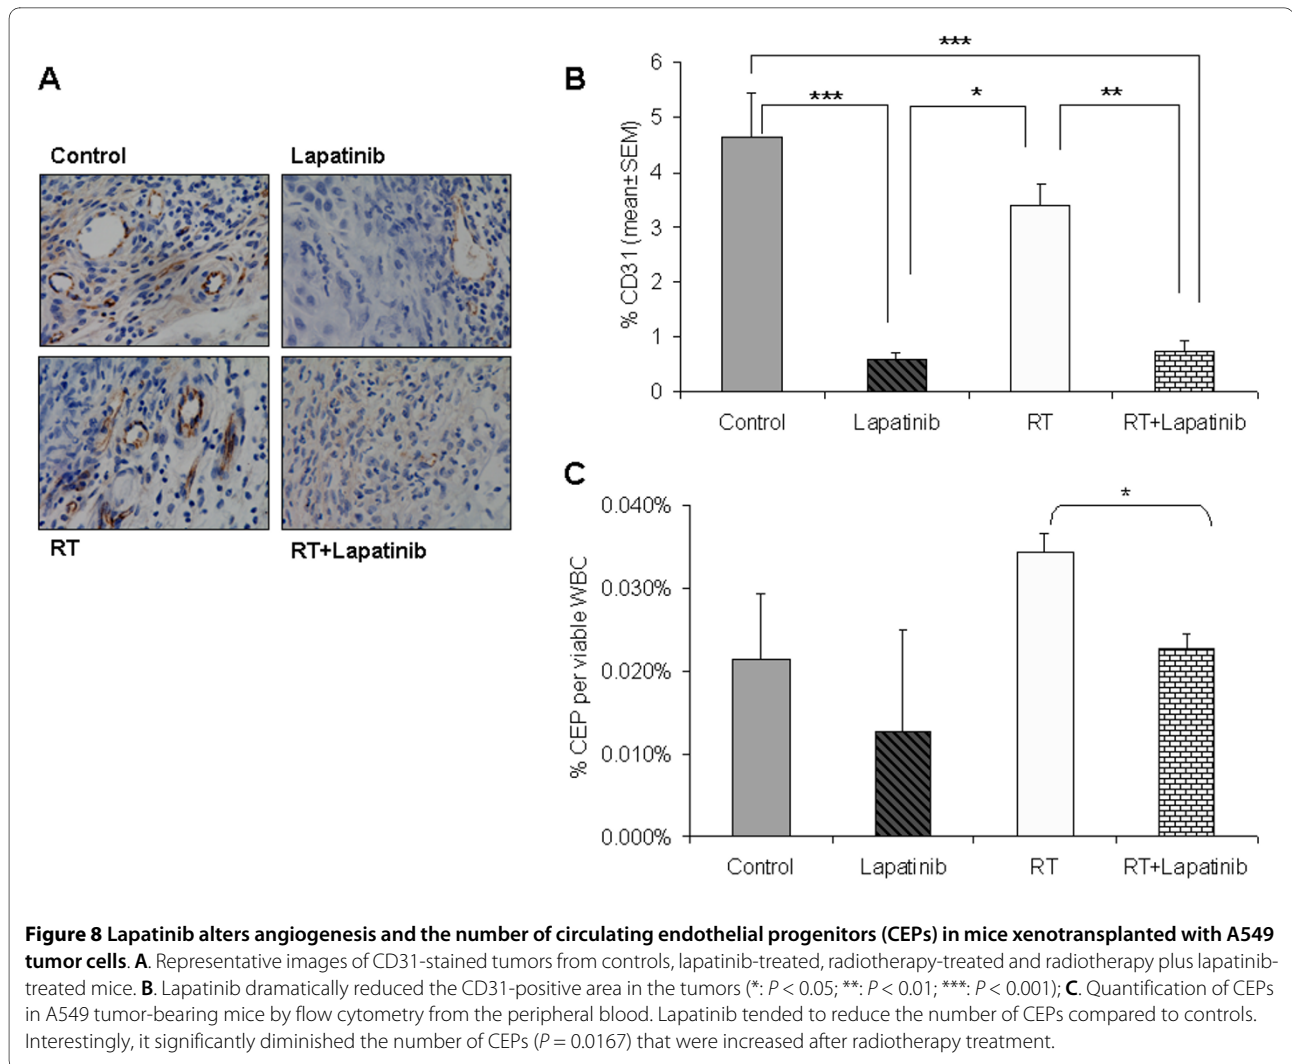 A
Control
Lapatinib
RT
RT+Lapatinib
B
***
***
*
**
% CD31 (mean±SEM)
6
5
4
3
2
1
0
Control
Lapatinib
RT
RT+Lapatinib
C
*
% CEP per viable WBC
0.040%
0.030%
0.020%
0.010%
0.000%
Control
Lapatinib
RT
RT+Lapatinib
Figure 8 Lapatinib alters angiogenesis and the number of circulating endothelial progenitors (CEPs) in mice xenotransplanted with A549
tumor cells. A. Representative images of CD31-stained tumors from controls, lapatinib-treated, radiotherapy-treated and radiotherapy plus lapatinib-
treated mice. B. Lapatinib dramatically reduced the CD31-positive area in the tumors (*: P < 0.05; **: P < 0.01; ***: P < 0.001); C. Quantification of CEPs
in A549 tumor-bearing mice by flow cytometry from the peripheral blood. Lapatinib tended to reduce the number of CEPs compared to controls.
Interestingly, it significantly diminished the number of CEPs (P = 0.0167) that were increased after radiotherapy treatment.